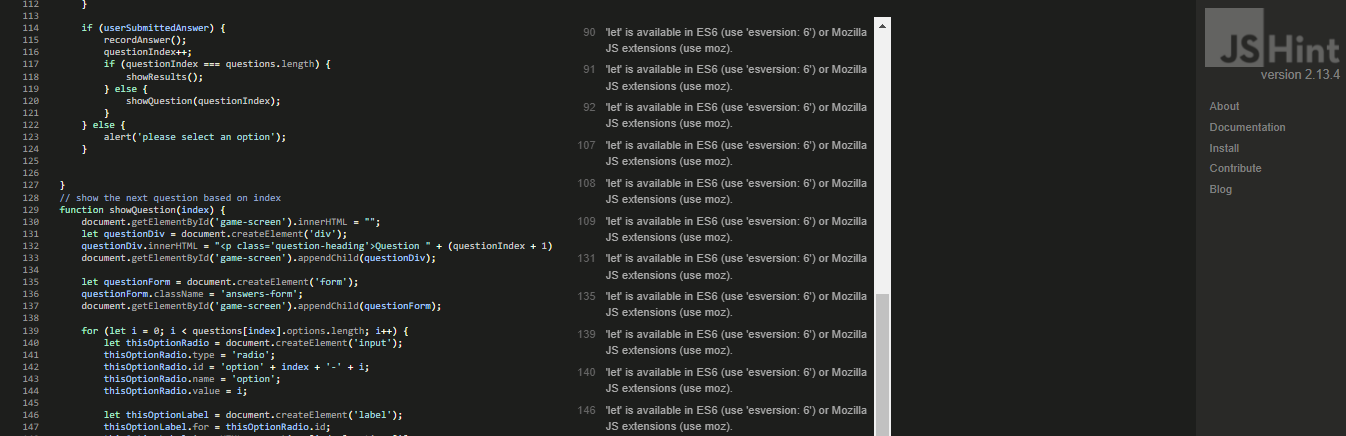 112 }
113
114 if (userSubmittedAnswer) {
115 recordAnswer();
116 questionIndex++;
117 if (questionIndex === questions.length) {
118 showResults();
119 } else {
120 showQuestion(questionIndex);
121 }
122 } else {
123 alert('please select an option');
124 }
125
126
127 }
128 // show the next question based on index
129 function showQuestion(index) {
130 document.getElementById('game-screen').innerHTML = "";
131 let questionDiv = document.createElement('div');
132 questionDiv.innerHTML = "<p class='question-heading'>Question " + (questionIndex + 1)
133 document.getElementById('game-screen').appendChild(questionDiv);
134
135 let questionForm = document.createElement('form');
136 questionForm.className = 'answers-form';
137 document.getElementById('game-screen').appendChild(questionForm);
138
139 for (let i = 0; i < questions[index].options.length; i++) {
140 let thisOptionRadio = document.createElement('input');
141 thisOptionRadio.type = 'radio';
142 thisOptionRadio.id = 'option' + index + '-' + i;
143 thisOptionRadio.name = 'option';
144 thisOptionRadio.value = i;
145
146 let thisOptionLabel = document.createElement('label');
147 thisOptionLabel.for = thisOptionRadio.id;
90 'let' is available in ES6 (use 'esversion: 6') or Mozilla
JS extensions (use moz).
91 'let' is available in ES6 (use 'esversion: 6') or Mozilla
JS extensions (use moz).
92 'let' is available in ES6 (use 'esversion: 6') or Mozilla
JS extensions (use moz).
107 'let' is available in ES6 (use 'esversion: 6') or Mozilla
JS extensions (use moz).
108 'let' is available in ES6 (use 'esversion: 6') or Mozilla
JS extensions (use moz).
109 'let' is available in ES6 (use 'esversion: 6') or Mozilla
JS extensions (use moz).
131 'let' is available in ES6 (use 'esversion: 6') or Mozilla
JS extensions (use moz).
135 'let' is available in ES6 (use 'esversion: 6') or Mozilla
JS extensions (use moz).
139 'let' is available in ES6 (use 'esversion: 6') or Mozilla
JS extensions (use moz).
140 'let' is available in ES6 (use 'esversion: 6') or Mozilla
JS extensions (use moz).
146 'let' is available in ES6 (use 'esversion: 6') or Mozilla
JS extensions (use moz).
JSHint
version 2.13.4
About
Documentation
Install
Contribute
Blog